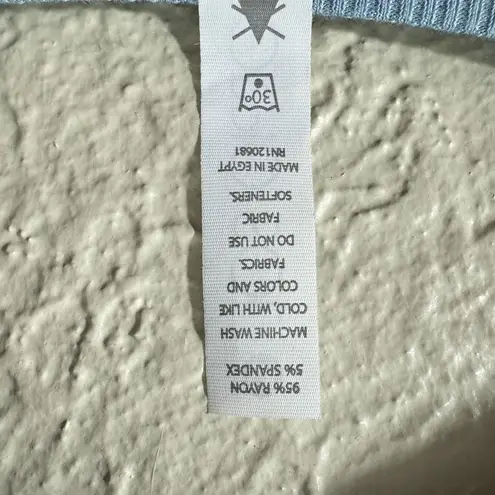 95% RAYON
5% SPANDEX
MACHINE WASH
COLD, WITH LIKE
COLORS AND
FABRICS.
DO NOT USE
FABRIC
SOFTENERS.
MADE IN EGYPT
RN120681
30°